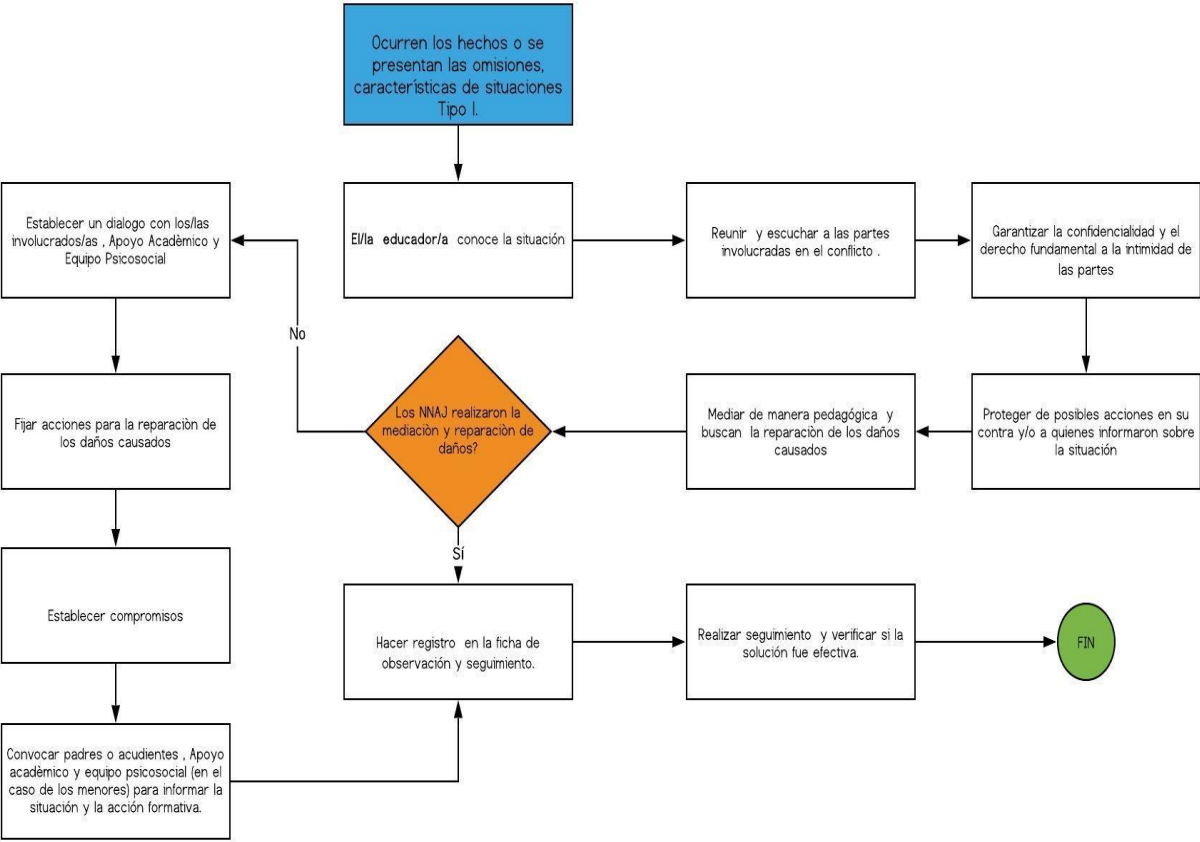 Ocurren los hechos o se
presentan las omisiones,
características de situaciones
Tipo I.
El/la educador/a conoce la situación
Reunir y escuchar a las partes
involucradas en el conflicto .
Garantizar la confidencialidad y el
derecho fundamental a la intimidad de
las partes
Proteger de posibles acciones en su
contra y/o a quienes informaron sobre
la situación
Mediar de manera pedagógica y
buscan la reparaciòn de los daños
causados
Los NNAJ realizaron la
mediaciòn y reparaciòn de
daños?
No
Establecer un dialogo con los/las
involucrados/as , Apoyo Acadèmico y
Equipo Psicosocial
Fijar acciones para la reparaciòn de
los daños causados
Establecer compromisos
Convocar padres o acudientes , Apoyo
acadèmico y equipo psicosocial (en el
caso de los menores) para informar la
situación y la acción formativa.
Sí
Hacer registro en la ficha de
observación y seguimiento.
Realizar seguimiento y verificar si la
solución fue efectiva.
FIN